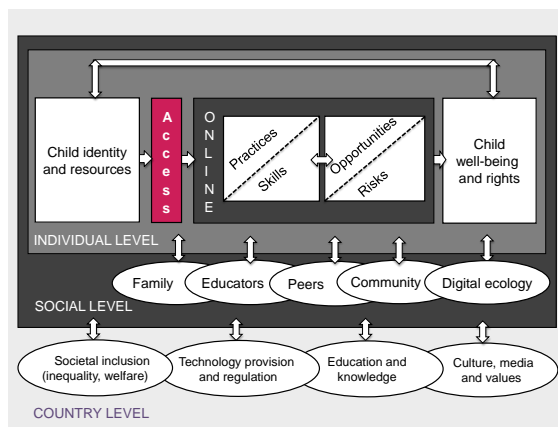 Child identity
and resources
Access
ONLINE
Practices
Skills
Opportunities
Risks
Child
well-being
and rights
INDIVIDUAL LEVEL
Family
Educators
Peers
Community
Digital ecology
SOCIAL LEVEL
Societal inclusion
(inequality, welfare)
Technology provision
and regulation
Education and
knowledge
Culture, media
and values
COUNTRY LEVEL